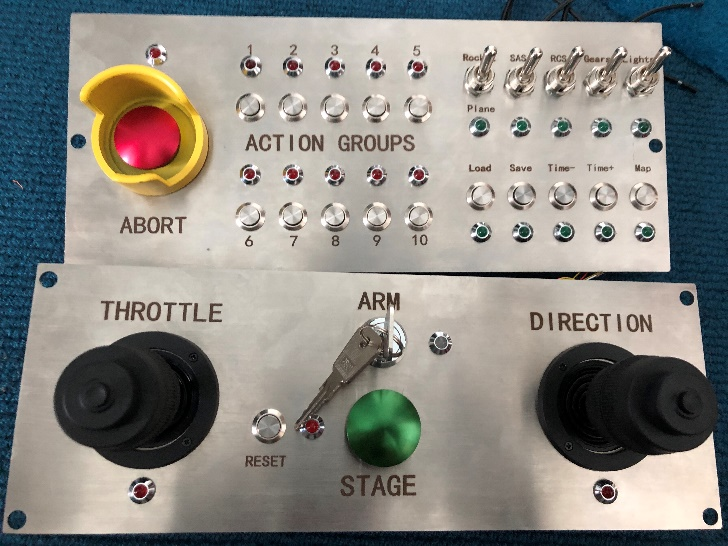 1 2 3 4 5
ACTION GROUPS
6 7 8 9 10
ABORT
SAS RCS Gears Lights
Plane
Load Save Time- Time+ Map
THROTTLE
ARM
DIRECTION
RESET
STAGE